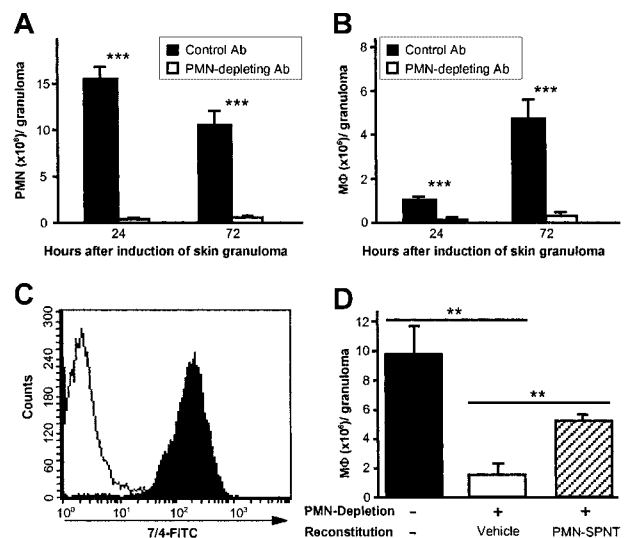 A
PMN (x10⁶)/ granuloma
15
10
5
0
***
***
Control Ab
PMN-depleting Ab
24
72
Hours after induction of skin granuloma
B
MΦ (x10⁶)/ granuloma
8
6
4
2
0
Control Ab
PMN-depleting Ab
***
***
24
72
Hours after induction of skin granuloma
C
Counts
300
240
180
120
60
0
10⁰
10¹
10²
10³
7/4-FITC
D
MΦ (x10⁶)/ granuloma
12
10
8
6
4
2
0
**
**
PMN-Depletion - + +
Reconstitution - Vehicle PMN-SPNT